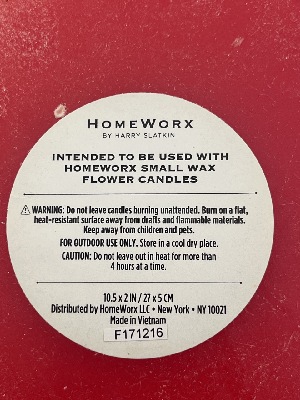 HOMEWORX
BY HARRY SLATKIN
INTENDED TO BE USED WITH
HOMEWORX SMALL WAX
FLOWER CANDLES
⚠ WARNING: Do not leave candles burning unattended. Burn on a flat,
heat-resistant surface away from drafts and flammable materials.
Keep away from children and pets.
FOR OUTDOOR USE ONLY. Store in a cool dry place.
CAUTION: Do not leave out in heat for more than
4 hours at a time.
10.5 x 2 IN / 27 x 5 CM
Distributed by HomeWorx LLC • New York • NY 10021
Made in Vietnam
F171216